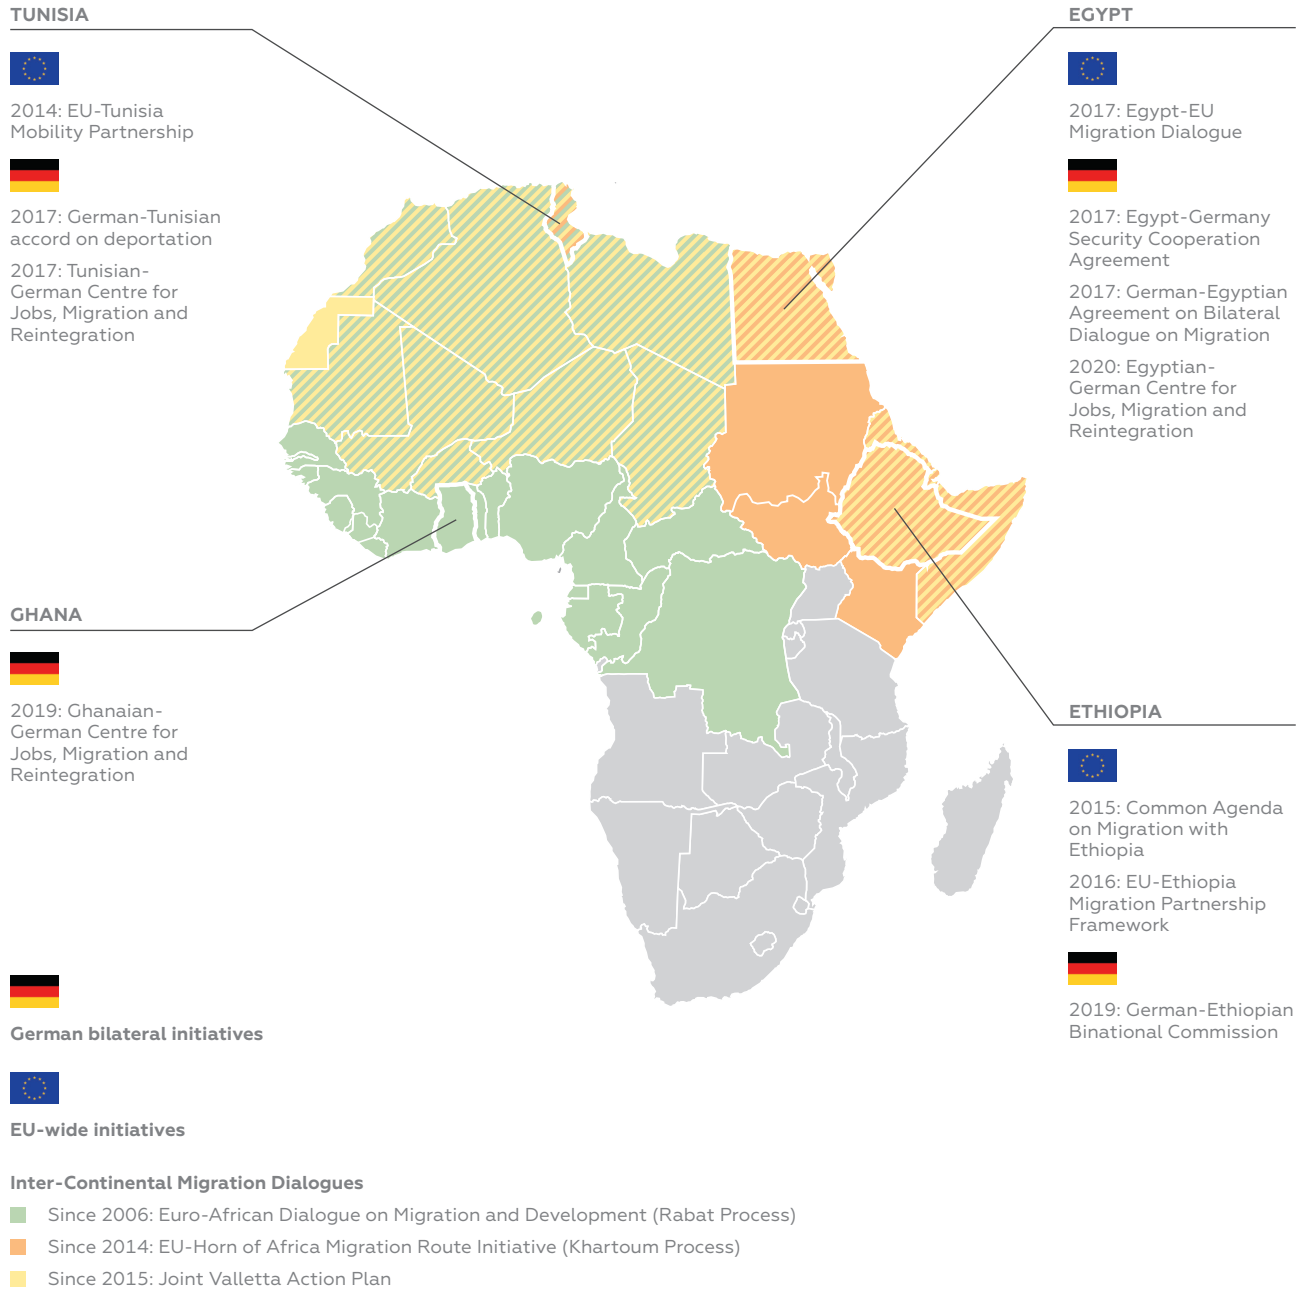 TUNISIA
2014: EU-Tunisia
Mobility Partnership
2017: German-Tunisian
accord on deportation
2017: Tunisian-
German Centre for
Jobs, Migration and
Reintegration
EGYPT
2017: Egypt-EU
Migration Dialogue
2017: Egypt-Germany
Security Cooperation
Agreement
2017: German-Egyptian
Agreement on Bilateral
Dialogue on Migration
2020: Egyptian-
German Centre for
Jobs, Migration and
Reintegration
GHANA
2019: Ghanaian-
German Centre for
Jobs, Migration and
Reintegration
ETHIOPIA
2015: Common Agenda
on Migration with
Ethiopia
2016: EU-Ethiopia
Migration Partnership
Framework
2019: German-Ethiopian
Binational Commission
German bilateral initiatives
EU-wide initiatives
Inter-Continental Migration Dialogues
Since 2006: Euro-African Dialogue on Migration and Development (Rabat Process)
Since 2014: EU-Horn of Africa Migration Route Initiative (Khartoum Process)
Since 2015: Joint Valletta Action Plan